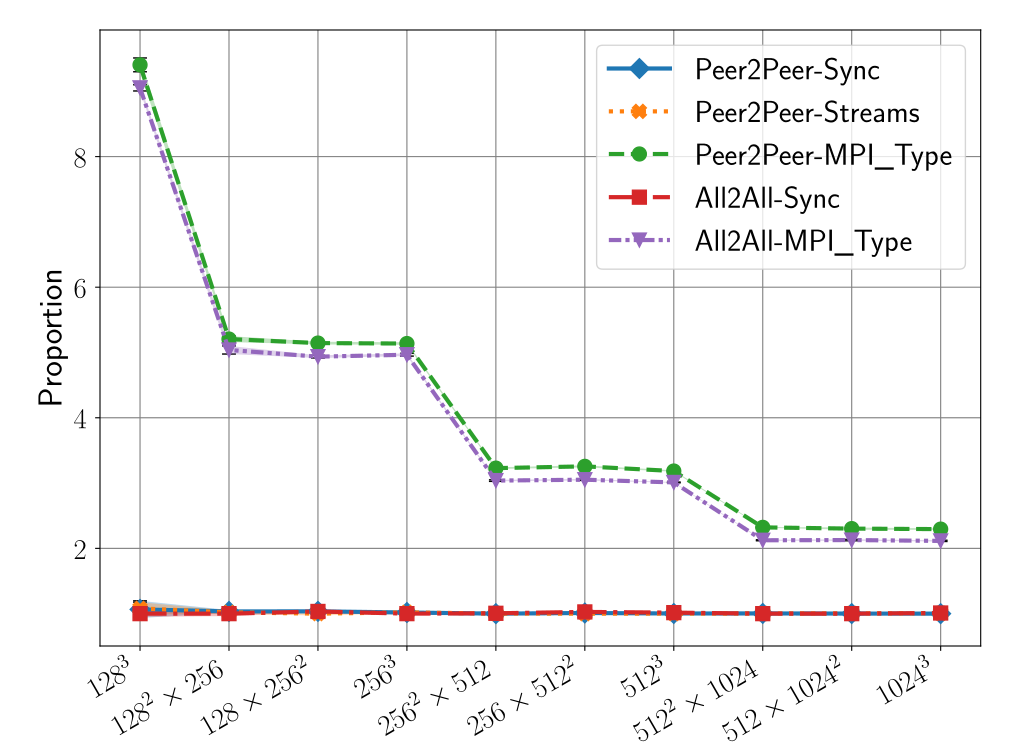 Peer2Peer-Sync
Peer2Peer-Streams
Peer2Peer-MPI_Type
All2All-Sync
All2All-MPI_Type
Proportion
8
6
4
2
128³
128² × 256
128 × 256²
256³
256² × 512
256 × 512²
512³
512² × 1024
512 × 1024²
1024³